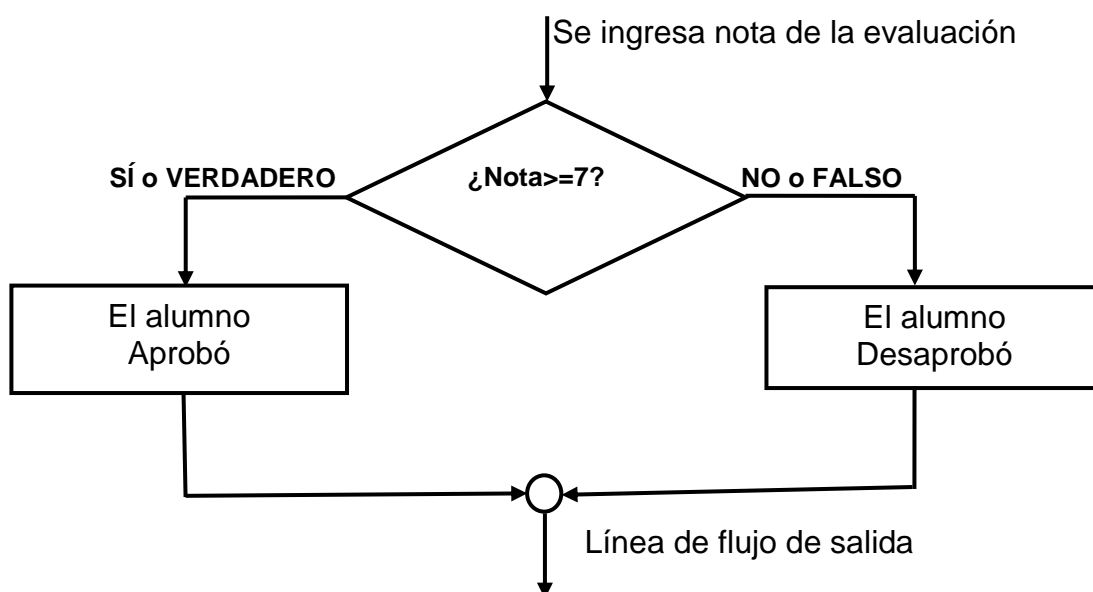 Se ingresa nota de la evaluación
SÍ o VERDADERO
¿Nota>=7?
NO o FALSO
El alumno
Aprobó
El alumno
Desaprobó
Línea de flujo de salida